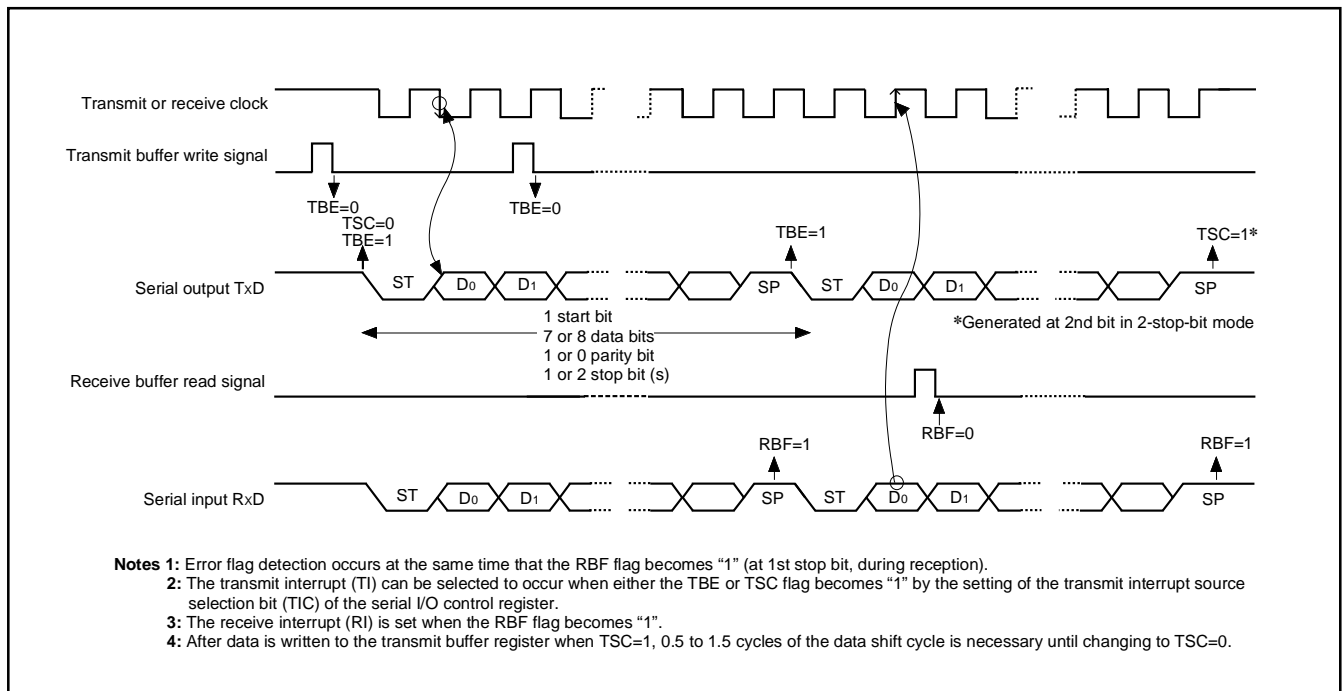 Transmit or receive clock
Transmit buffer write signal
TBE=0
TBE=0
TSC=0
TBE=1
TBE=1
TSC=1*
Serial output TxD
ST
D0
D1
SP
ST
D0
D1
SP
1 start bit
7 or 8 data bits
1 or 0 parity bit
1 or 2 stop bit (s)
*Generated at 2nd bit in 2-stop-bit mode
Receive buffer read signal
RBF=0
RBF=1
RBF=1
Serial input RxD
ST
D0
D1
SP
ST
D0
D1
SP
Notes 1: Error flag detection occurs at the same time that the RBF flag becomes “1” (at 1st stop bit, during reception).
2: The transmit interrupt (TI) can be selected to occur when either the TBE or TSC flag becomes “1” by the setting of the transmit interrupt source
selection bit (TIC) of the serial I/O control register.
3: The receive interrupt (RI) is set when the RBF flag becomes “1”.
4: After data is written to the transmit buffer register when TSC=1, 0.5 to 1.5 cycles of the data shift cycle is necessary until changing to TSC=0.